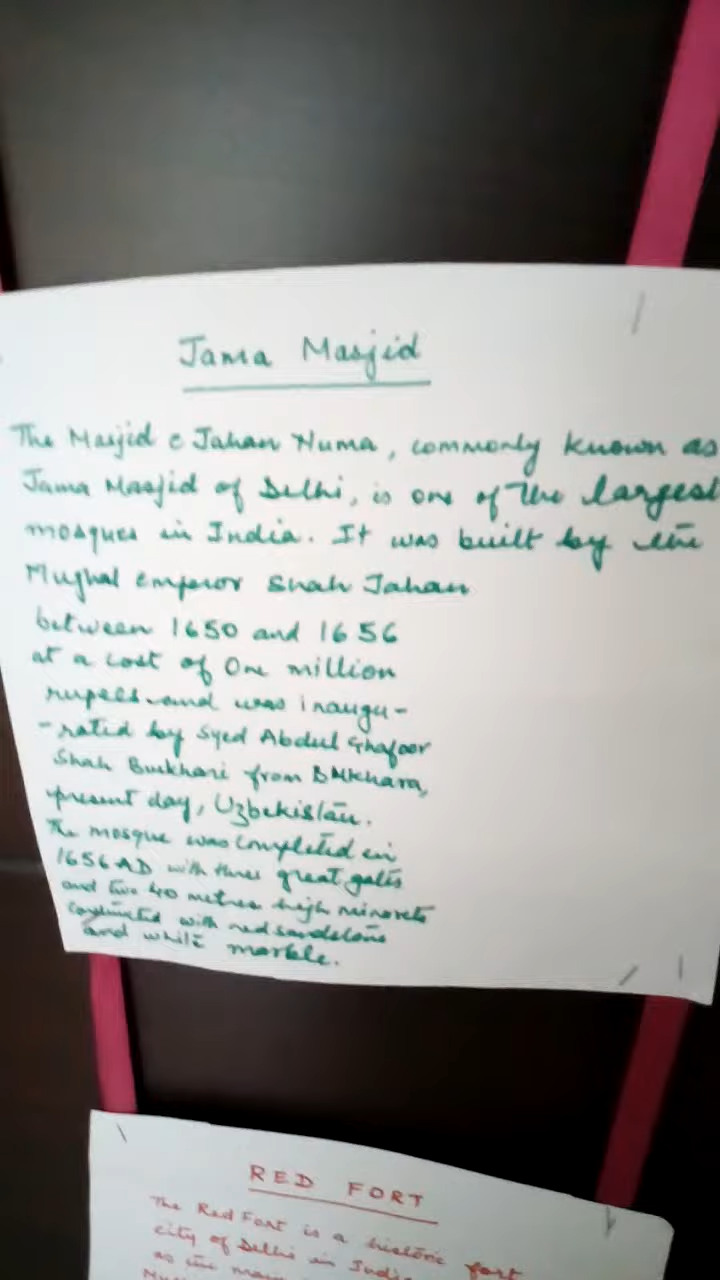 Jama Masjid
The Masjid e Jahan Numa, commonly known as
Jama Masjid of Delhi, is one of the largest
mosques in India. It was built by the
Mughal emperor Shah Jahan
between 1650 and 1656
at a cost of One million
rupees and was inaugu-
-rated by Syed Abdul Ghafoor
Shah Bukhari from Bukhara,
present day, Uzbekistan.
The mosque was completed in
1656 AD with three great gates
and two 40 metres high minarets
constructed with red sandstone
and white marble.
RED FORT
The Red Fort is a historic fort
city of Delhi in India
as the main